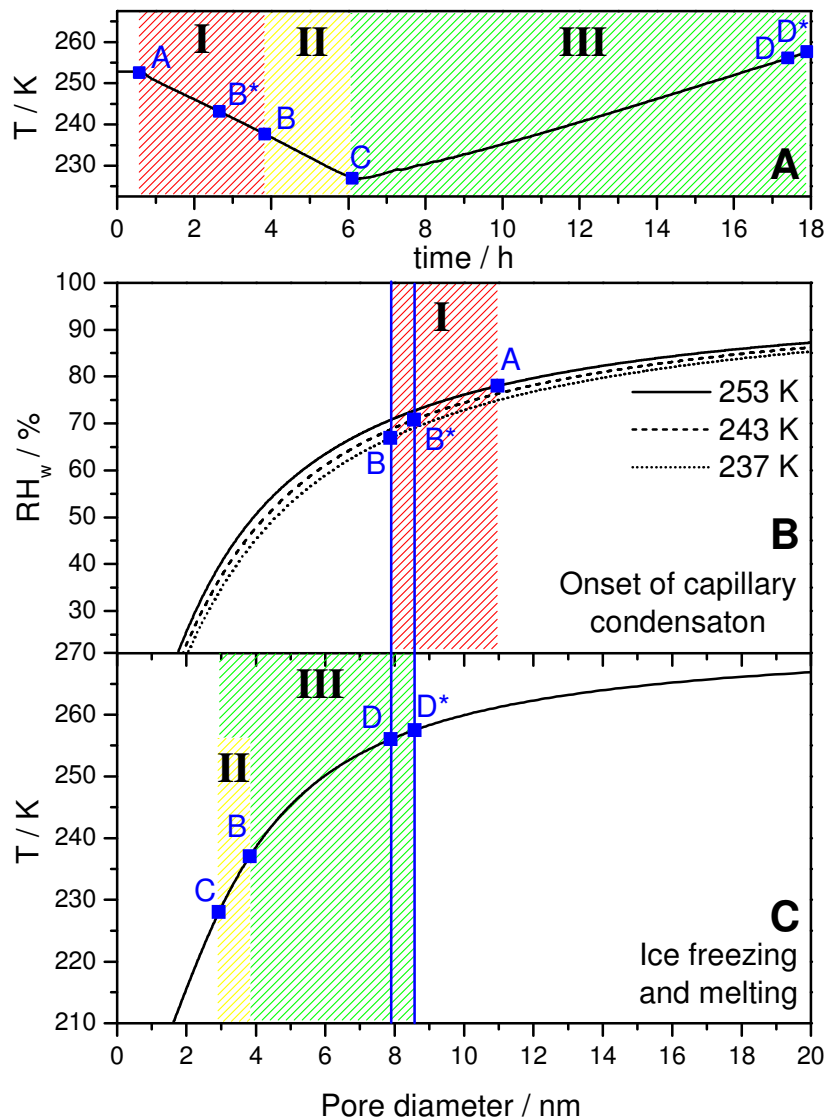 I II III
T / K
260
250
240
230
A B* B C D D*
A
0 2 4 6 8 10 12 14 16 18
time / h
100
90
80
70
60
50
40
30
270
RH_w / %
I
A
B
B*
253 K
243 K
237 K
B
Onset of capillary
condensaton
III
II
D
D*
B
C
T / K
260
250
240
230
220
210
C
Ice freezing
and melting
0 2 4 6 8 10 12 14 16 18 20
Pore diameter / nm